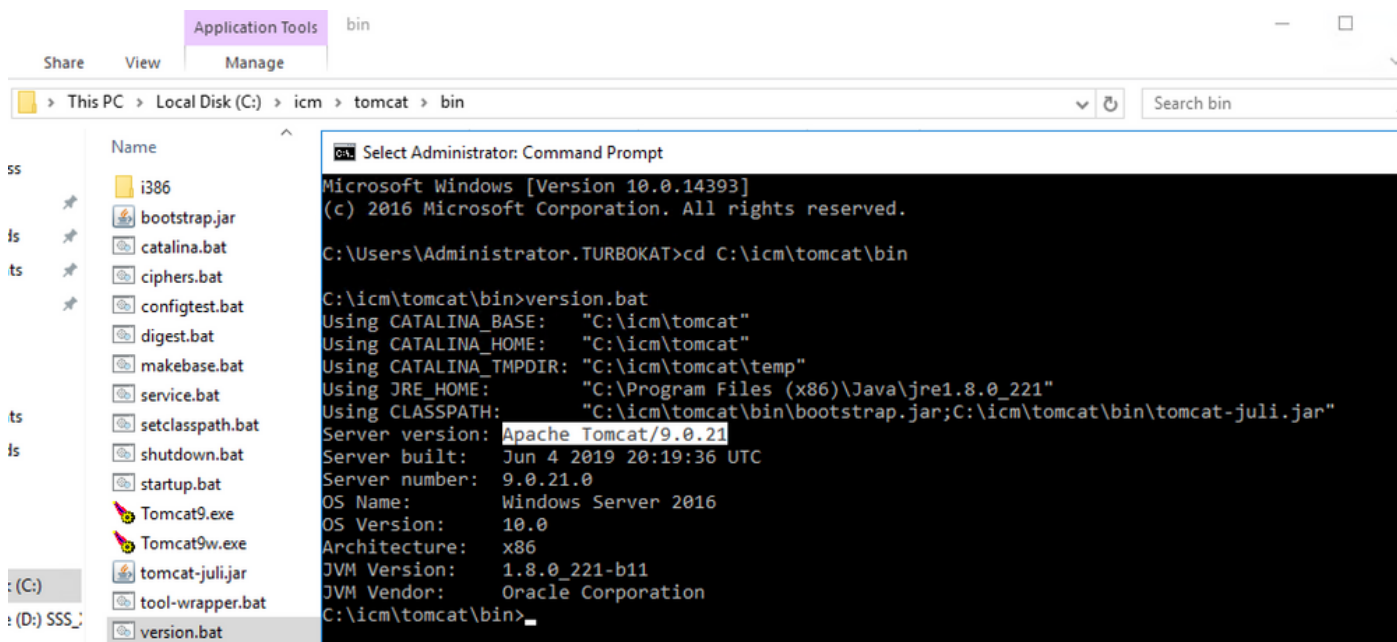 Application Tools
bin
Share
View
Manage
This PC > Local Disk (C:) > icm > tomcat > bin
Search bin
Name
i386
bootstrap.jar
catalina.bat
ciphers.bat
configtest.bat
digest.bat
makebase.bat
service.bat
setclasspath.bat
shutdown.bat
startup.bat
Tomcat9.exe
Tomcat9w.exe
tomcat-juli.jar
tool-wrapper.bat
version.bat
ss
ls
ts
ts
ls
(C:)
(D:) SSS_
Select Administrator: Command Prompt
Microsoft Windows [Version 10.0.14393]
(c) 2016 Microsoft Corporation. All rights reserved.
C:\Users\Administrator.TURBOKAT>cd C:\icm\tomcat\bin
C:\icm\tomcat\bin>version.bat
Using CATALINA_BASE:   "C:\icm\tomcat"
Using CATALINA_HOME:   "C:\icm\tomcat"
Using CATALINA_TMPDIR: "C:\icm\tomcat\temp"
Using JRE_HOME:        "C:\Program Files (x86)\Java\jre1.8.0_221"
Using CLASSPATH:       "C:\icm\tomcat\bin\bootstrap.jar;C:\icm\tomcat\bin\tomcat-juli.jar"
Server version: Apache Tomcat/9.0.21
Server built:   Jun 4 2019 20:19:36 UTC
Server number:  9.0.21.0
OS Name:        Windows Server 2016
OS Version:     10.0
Architecture:   x86
JVM Version:    1.8.0_221-b11
JVM Vendor:     Oracle Corporation
C:\icm\tomcat\bin>